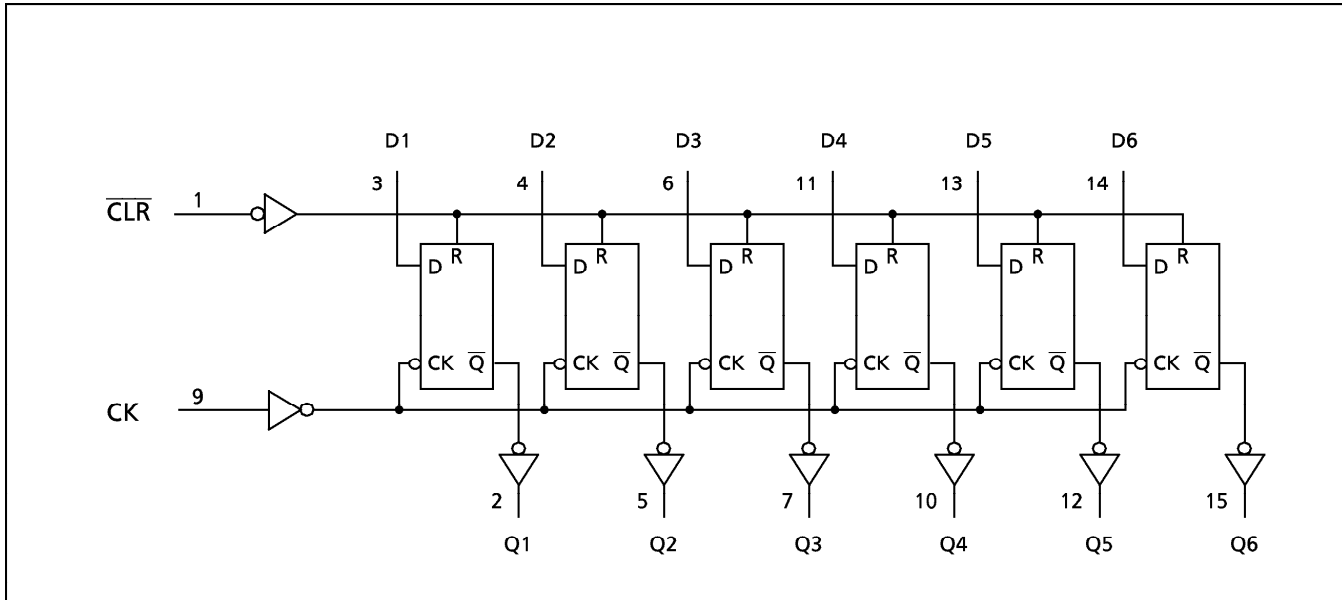 D1 D2 D3 D4 D5 D6
3 4 6 11 13 14
C̅L̅R̅ 1
R R R R R R
D D D D D D
CK Q̅ CK Q̅ CK Q̅ CK Q̅ CK Q̅ CK Q̅
CK 9
2 5 7 10 12 15
Q1 Q2 Q3 Q4 Q5 Q6